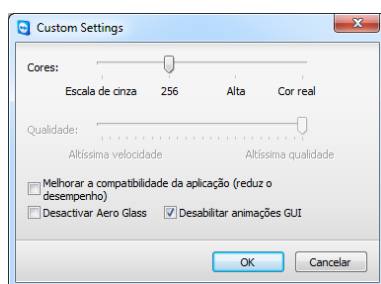 Custom Settings
Cores:
Escala de cinza 256 Alta Cor real
Qualidade:
Altíssima velocidade Altíssima qualidade
Melhorar a compatibilidade da aplicação (reduz o
desempenho)
Desactivar Aero Glass Desabilitar animações GUI
OK Cancelar